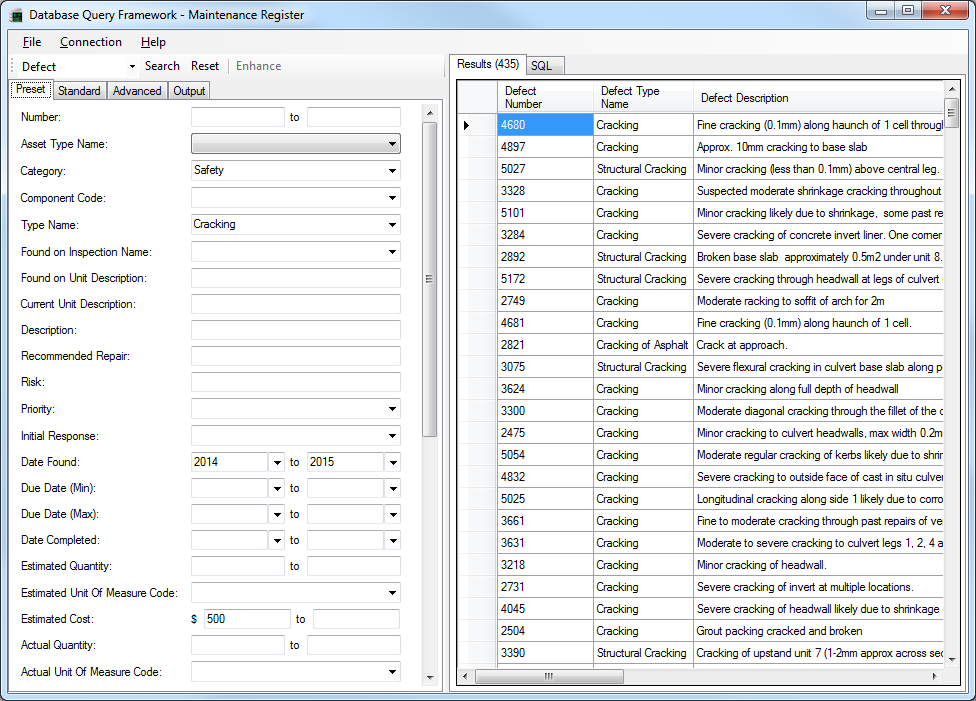 Database Query Framework - Maintenance Register
File Connection Help
Defect Search Reset Enhance
Preset Standard Advanced Output
Number: to
Asset Type Name:
Category: Safety
Component Code:
Type Name: Cracking
Found on Inspection Name:
Found on Unit Description:
Current Unit Description:
Description:
Recommended Repair:
Risk:
Priority:
Initial Response:
Date Found: 2014 to 2015
Due Date (Min): to
Due Date (Max): to
Date Completed: to
Estimated Quantity: to
Estimated Unit Of Measure Code:
Estimated Cost: $ 500 to
Actual Quantity: to
Actual Unit Of Measure Code:
Results (435) SQL
Defect Number Defect Type Name Defect Description
4680 Cracking Fine cracking (0.1mm) along haunch of 1 cell throug
4897 Cracking Approx. 10mm cracking to base slab
5027 Structural Cracking Minor cracking (less than 0.1mm) above central leg.
3328 Cracking Suspected moderate shrinkage cracking throughout
5101 Cracking Minor cracking likely due to shrinkage, some past re
3284 Cracking Severe cracking of concrete invert liner. One corner
2892 Structural Cracking Broken base slab approximately 0.5m2 under unit 8.
5172 Structural Cracking Severe cracking through headwall at legs of culvert
2749 Cracking Moderate racking to soffit of arch for 2m
4681 Cracking Fine cracking (0.1mm) along haunch of 1 cell.
2821 Cracking of Asphalt Crack at approach.
3075 Structural Cracking Severe flexural cracking in culvert base slab along p
3624 Cracking Minor cracking along full depth of headwall
3300 Cracking Moderate diagonal cracking through the fillet of the c
2475 Cracking Minor cracking to culvert headwalls, max width 0.2m
5054 Cracking Moderate regular cracking of kerbs likely due to shrin
4832 Cracking Severe cracking to outside face of cast in situ culver
5025 Cracking Longitudinal cracking along side 1 likely due to corro
3661 Cracking Fine to moderate cracking through past repairs of ve
3631 Cracking Moderate to severe cracking to culvert legs 1, 2, 4 a
3218 Cracking Minor cracking of headwall.
2731 Cracking Severe cracking of invert at multiple locations.
4045 Cracking Severe cracking of headwall likely due to shrinkage
2504 Cracking Grout packing cracked and broken
3390 Structural Cracking Cracking of upstand unit 7 (1-2mm approx across sec